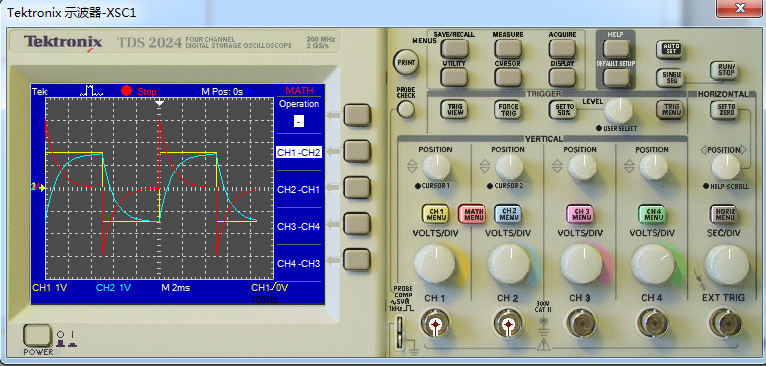 Tektronix 示波器-XSC1
Tektronix TDS 2024 FOUR CHANNEL DIGITAL STORAGE OSCILLOSCOPE 200 MHz 2 GS/s
Tek Stop M Pos: 0s MATH
Operation
-
CH1-CH2
CH2-CH1
CH3-CH4
CH4-CH3
CH1 1V CH2 1V M 2ms CH1/0V
POWER
PRINT
MENUS
SAVE/RECALL MEASURE ACQUIRE
UTILITY CURSOR DISPLAY
HELP
DEFAULT SETUP
AUTO SET
SINGLE SEQ
RUN/ STOP
PROBE CHECK
TRIGGER
TRIG VIEW
FORCE TRIG
SET TO 50%
LEVEL
USER SELECT
TRIG MENU
HORIZONTAL
SET TO ZERO
VERTICAL
POSITION POSITION POSITION POSITION POSITION
CURSOR 1 CURSOR 2 HELP SCROLL
CH 1 MENU
MATH MENU
CH 2 MENU
CH 3 MENU
CH 4 MENU
HORIZ MENU
VOLTS/DIV VOLTS/DIV VOLTS/DIV VOLTS/DIV SEC/DIV
PROBE COMP
~5V
1kHz
CH 1 CH 2 CH 3 CH 4 EXT TRIG
300V CAT II